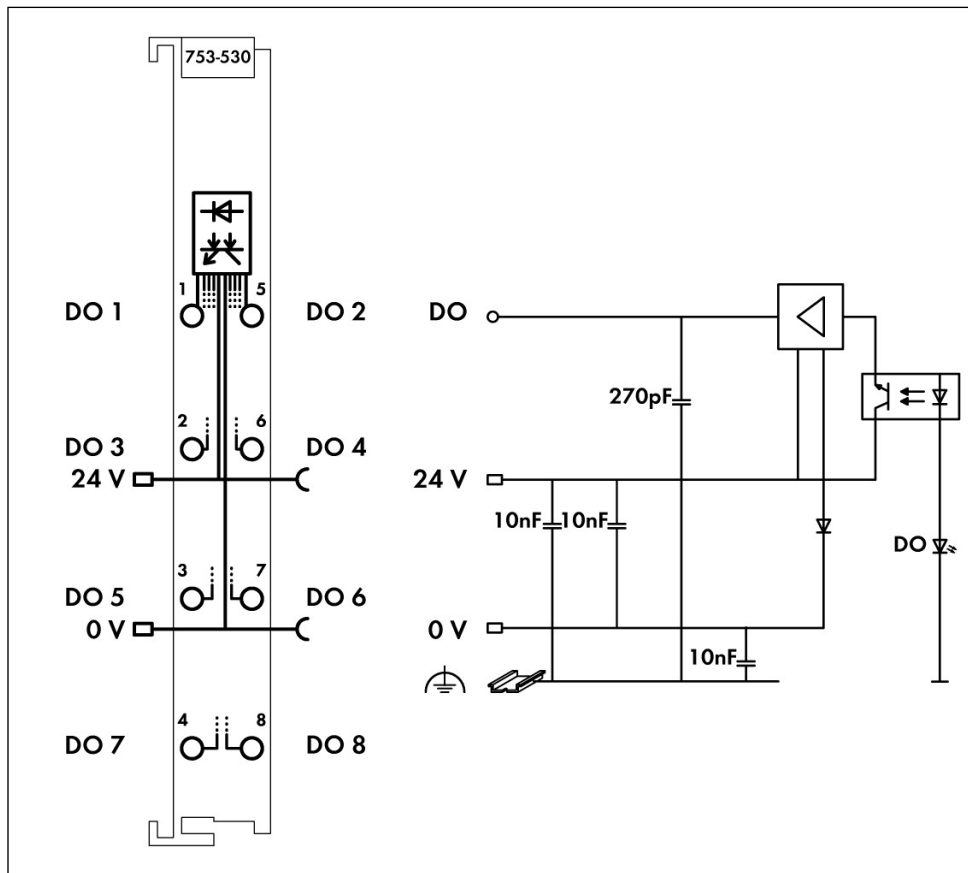 753-530
1 5
DO 1 DO 2 DO
270pF
2 6
DO 3 DO 4
24 V 24 V
10nF 10nF
DO
3 7
DO 5 DO 6
0 V 0 V
10nF
4 8
DO 7 DO 8